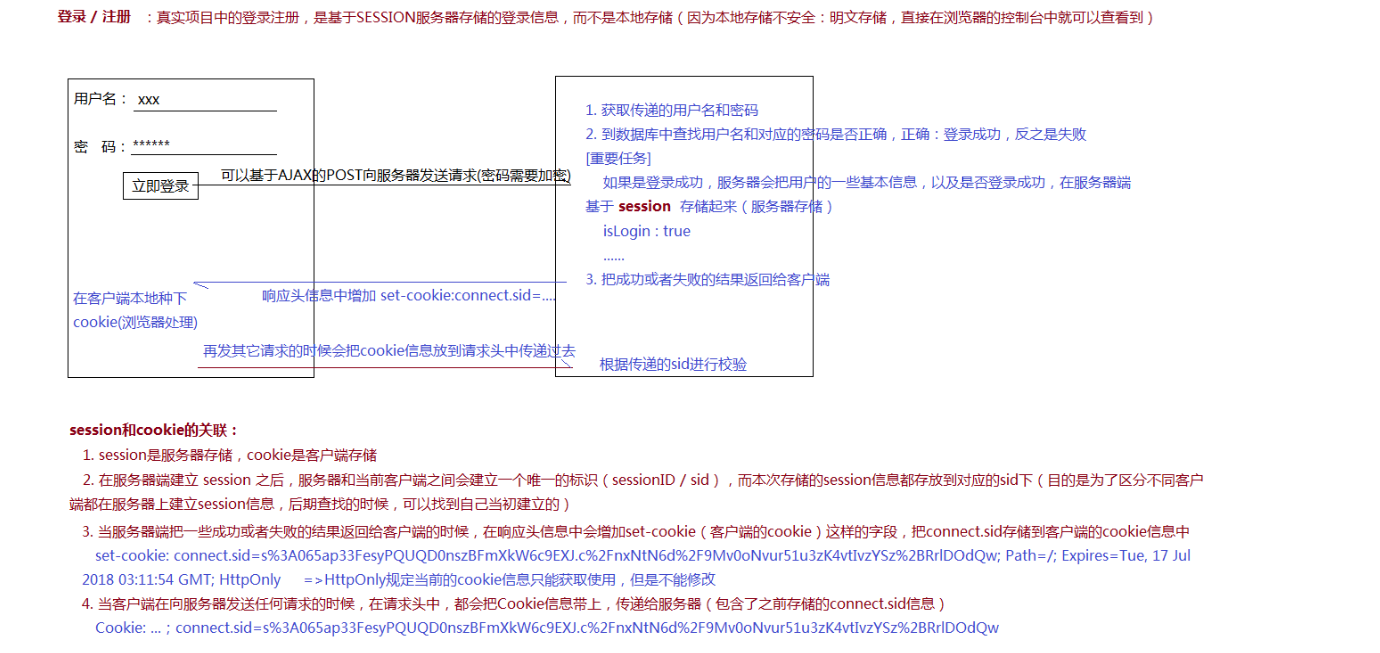 登录 / 注册 ：真实项目中的登录注册，是基于SESSION服务器存储的登录信息，而不是本地存储（因为本地存储不安全：明文存储，直接在浏览器的控制台中就可以查看到）
用户名： xxx
密 码：******
立即登录
可以基于AJAX的POST向服务器发送请求(密码需要加密)
1. 获取传递的用户名和密码
2. 到数据库中查找用户名和对应的密码是否正确，正确：登录成功，反之是失败
[重要任务]
如果是登录成功，服务器会把用户的一些基本信息，以及是否登录成功，在服务器端
基于 session 存储起来（服务器存储）
isLogin : true
......
3. 把成功或者失败的结果返回给客户端
响应头信息中增加 set-cookie:connect.sid=....
在客户端本地种下
cookie(浏览器处理)
再发其它请求的时候会把cookie信息放到请求头中传递过去
根据传递的sid进行校验
session和cookie的关联：
1. session是服务器存储，cookie是客户端存储
2. 在服务器端建立 session 之后，服务器和当前客户端之间会建立一个唯一的标识（sessionID / sid），而本次存储的session信息都存放到对应的sid下（目的是为了区分不同客户
端都在服务器上建立session信息，后期查找的时候，可以找到自己当初建立的）
3. 当服务器端把一些成功或者失败的结果返回给客户端的时候，在响应头信息中会增加set-cookie（客户端的cookie）这样的字段，把connect.sid存储到客户端的cookie信息中
set-cookie: connect.sid=s%3A065ap33FesyPQUQD0nszBFmXkW6c9EXJ.c%2FnxNtN6d%2F9Mv0oNvur51u3zK4vtIvzYSz%2BRrlDOdQw; Path=/; Expires=Tue, 17 Jul
2018 03:11:54 GMT; HttpOnly =>HttpOnly规定当前的cookie信息只能获取使用，但是不能修改
4. 当客户端在向服务器发送任何请求的时候，在请求头中，都会把Cookie信息带上，传递给服务器（包含了之前存储的connect.sid信息）
Cookie: ...；connect.sid=s%3A065ap33FesyPQUQD0nszBFmXkW6c9EXJ.c%2FnxNtN6d%2F9Mv0oNvur51u3zK4vtIvzYSz%2BRrlDOdQw